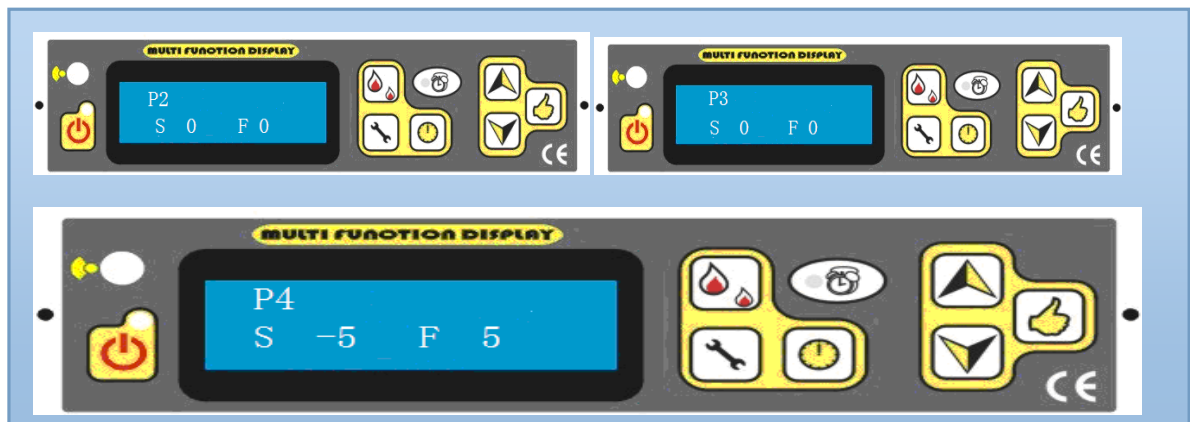 MULTI FUNCTION DISPLAY
P2
S 0 _ F 0
CE
MULTI FUNCTION DISPLAY
P3
S 0 _ F 0
CE
MULTI FUNCTION DISPLAY
P4
S -5 _ F 5
CE